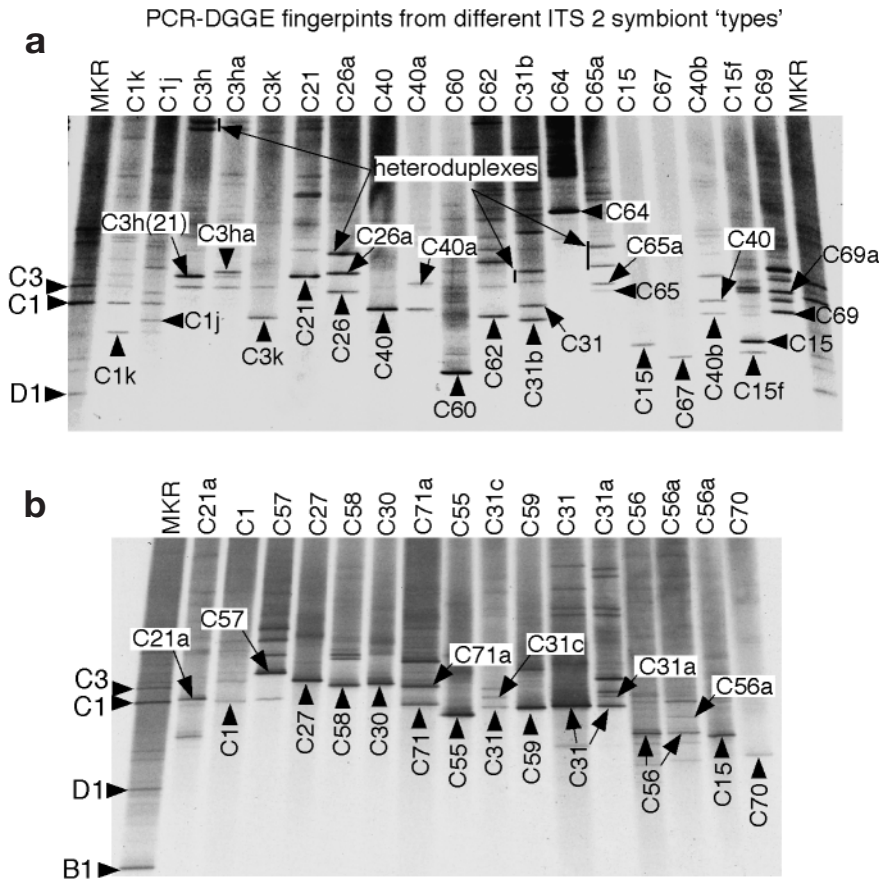 PCR-DGGE fingerpints from different ITS 2 symbiont ‘types’
a
MKR
C1k
C1j
C3h
C3ha
C3k
C21
C26a
C40
C40a
C60
C62
C31b
C64
C65a
C15
C67
C40b
C15f
C69
MKR
neteroduplexes
C64
C3h(21)
C3ha
C26a
C40a
C65a
C40
C69a
C3
C1
D1
C65
C69
C1j
C1k
C3k
C21
C26
C40
C60
C62
C31b
C31
C15
C67
C40b
C15
C15f
b
MKR
C21a
C1
C57
C27
C58
C30
C71a
C55
C31c
C59
C31
C31a
C56
C56a
C56a
C70
C21a
C57
C71a
C31c
C31a
C56a
C3
C1
D1
B1
C1
C27
C58
C30
C71
C55
C31
C59
C31
C56
C15
C70